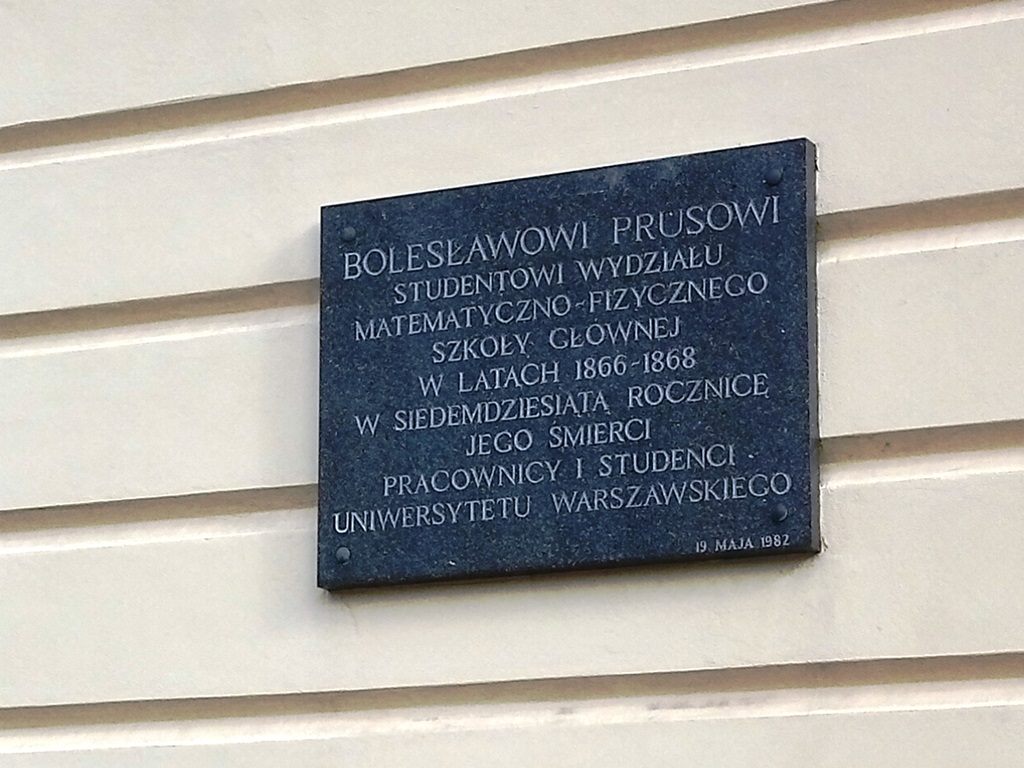 BOLESŁAWOWI PRUSOWI
STUDENTOWI WYDZIAŁU
MATEMATYCZNO-FIZYCZNEGO
SZKOŁY GŁOWNEJ
W LATACH 1866-1868
W SIEDEMDZIESIĄTĄ ROCZNICĘ
JEGO ŚMIERCI
PRACOWNICY I STUDENCI
UNIWERSYTETU WARSZAWSKIEGO
19 MAJA 1982